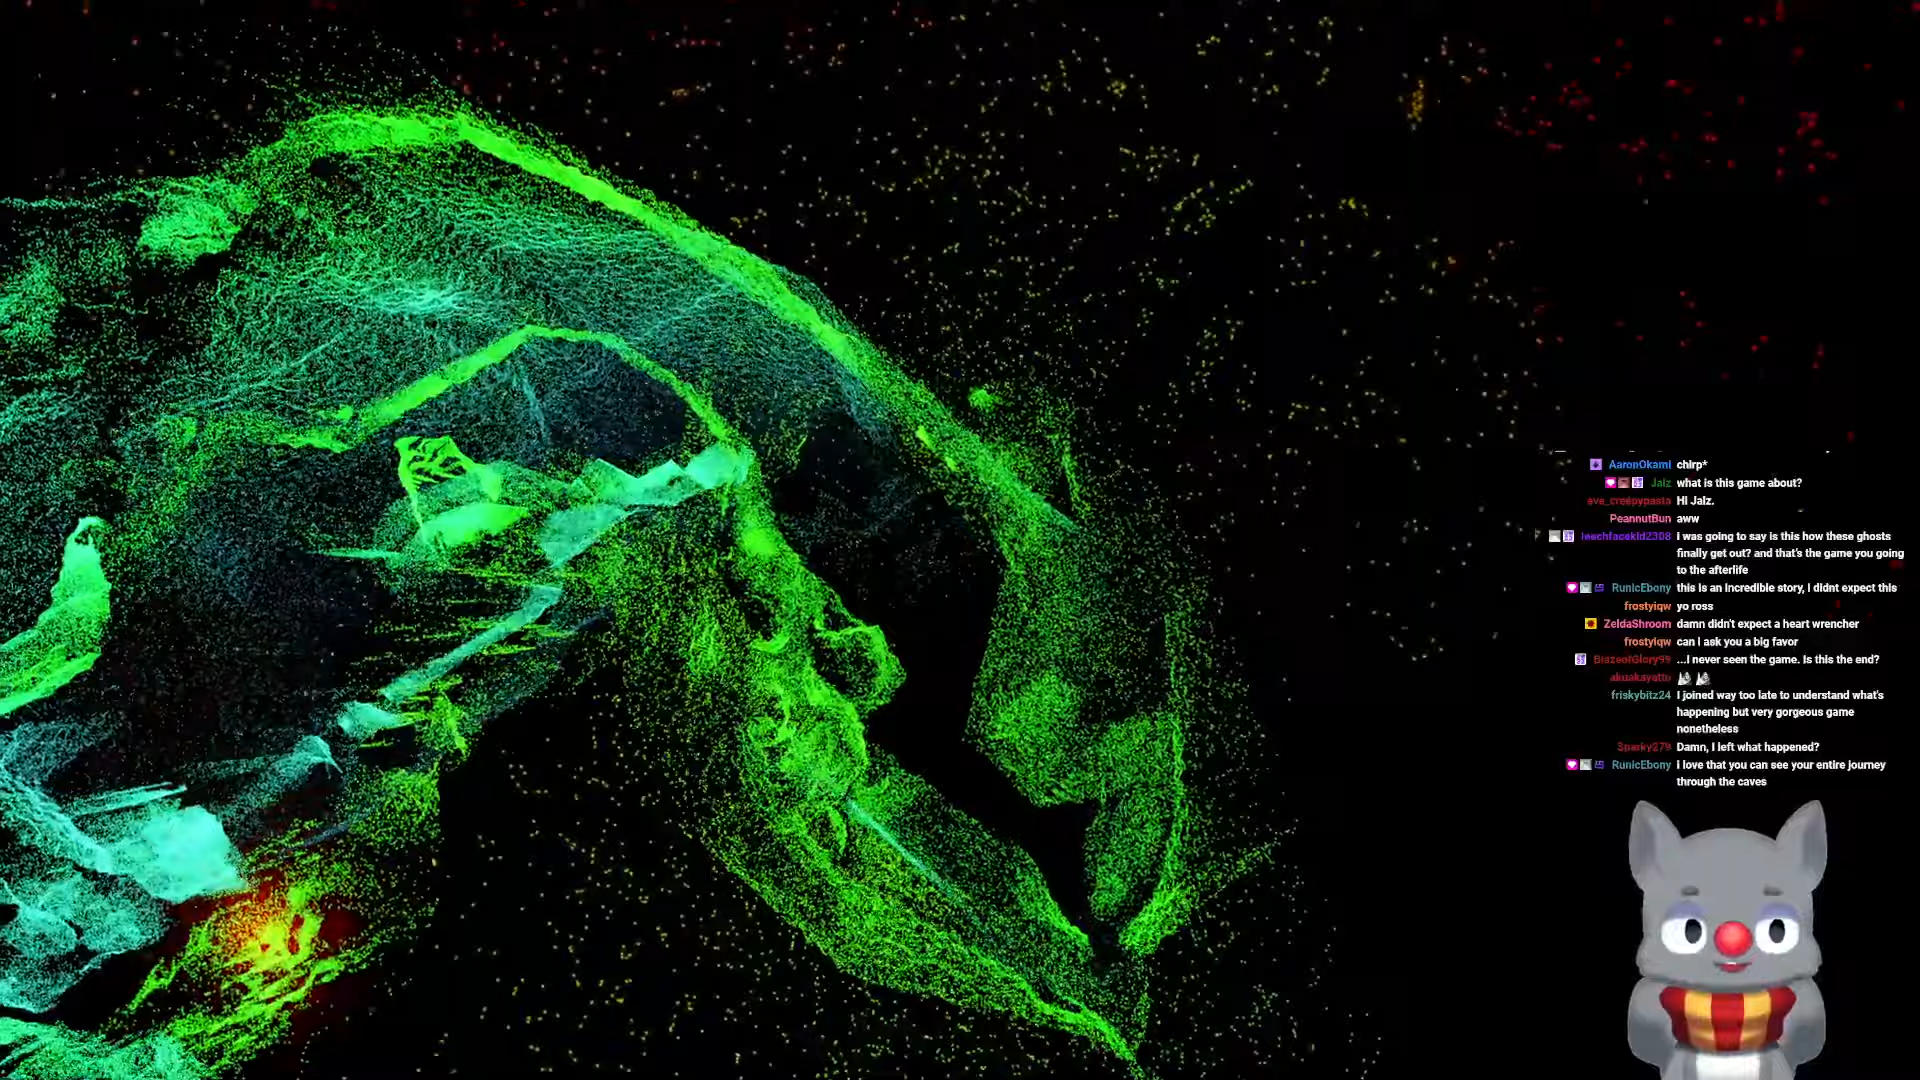 AaronOkami chirp*
Jaiz what is this game about?
eve_creepypasta Hi Jaiz.
PeannutBun aww
leechfacekid2308 i was going to say is this how these ghosts
finally get out? and that's the game you going
to the afterlife
RunicEbony this is an incredible story, i didnt expect this
frostyiqw yo ross
ZeldaShroom damn didn't expect a heart wrencher
frostyiqw can i ask you a big favor
BlazeofGlory99 ...I never seen the game. Is this the end?
akuakayatto
friskybitz24 I joined way too late to understand what's
happening but very gorgeous game
nonetheless
Sparky279 Damn, I left what happened?
RunicEbony i love that you can see your entire journey
through the caves